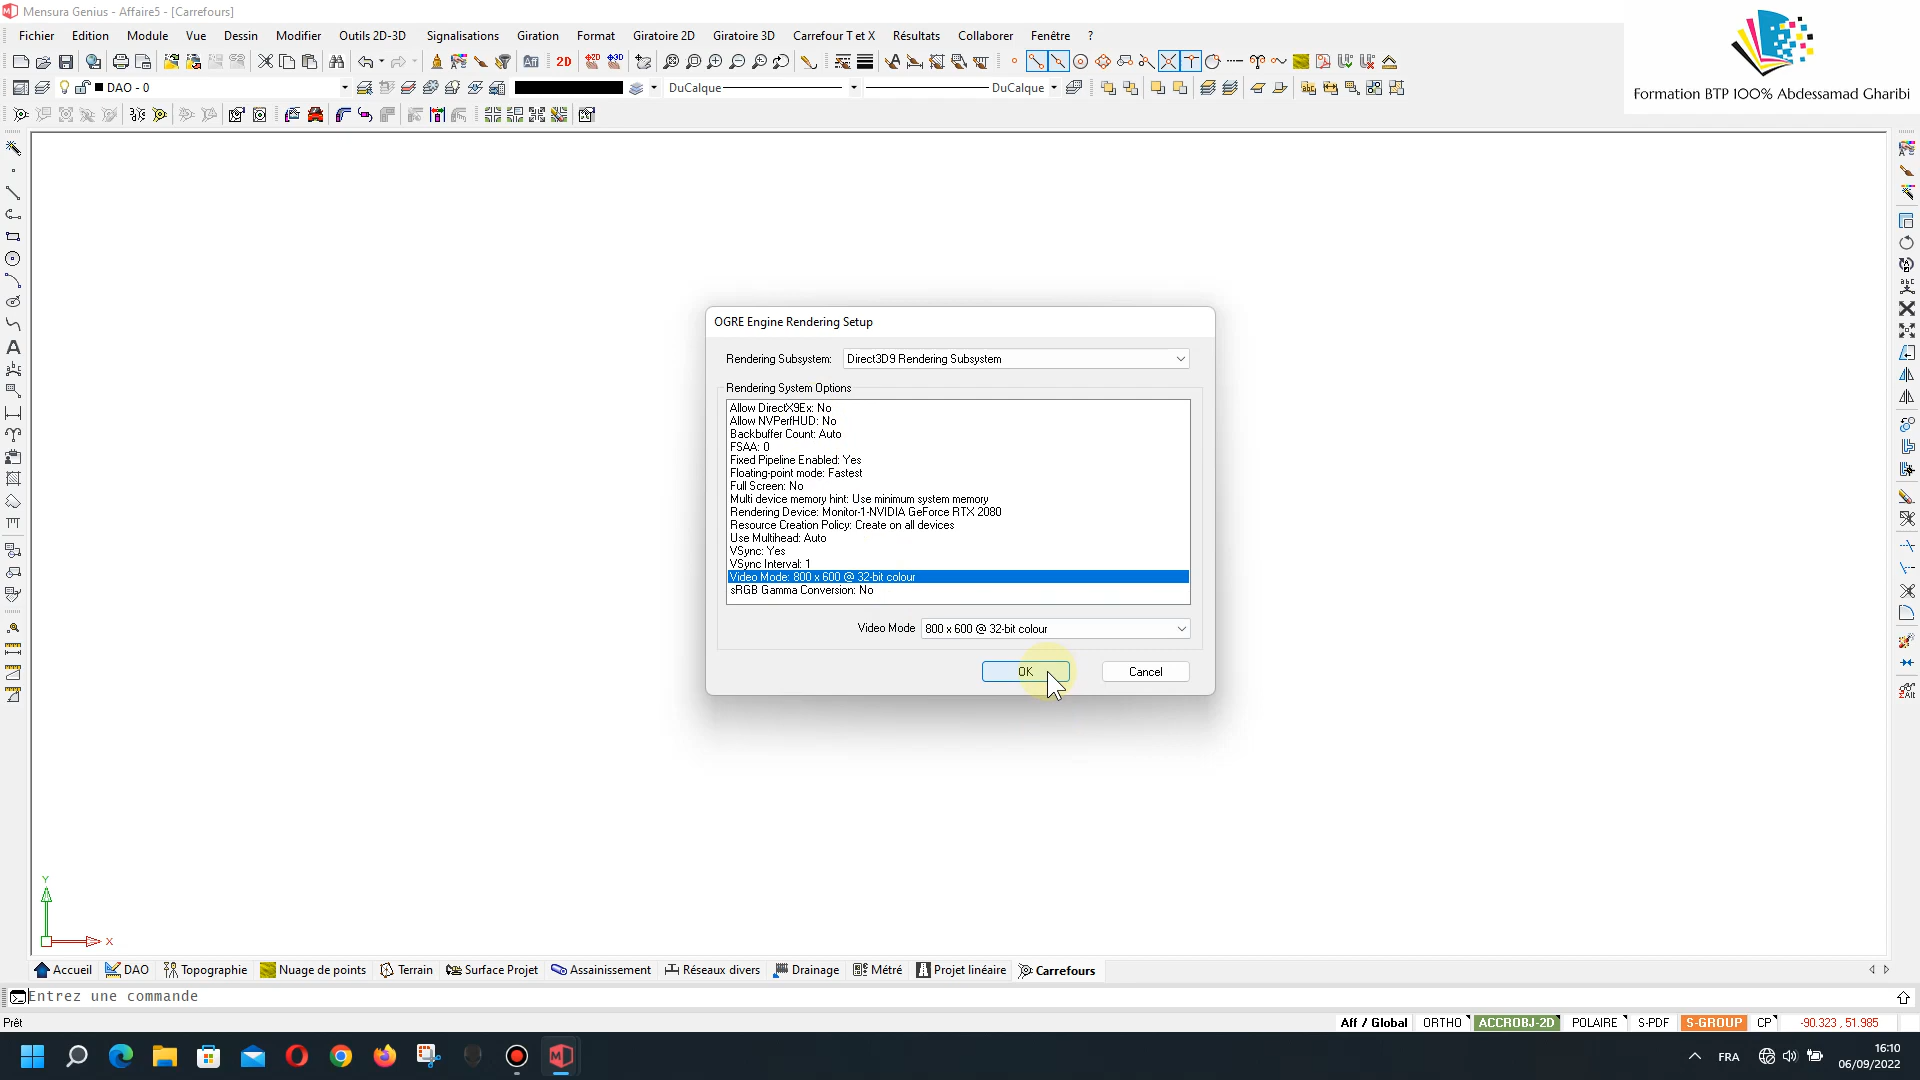 Mensura Genius - Affaire5 - [Carrefours]
Fichier Edition Module Vue Dessin Modifier Outils 2D-3D Signalisations Giration Format Giratoire 2D Giratoire 3D Carrefour T et X Résultats Collaborer Fenêtre ?
2D
DAO - 0 DuCalque DuCalque
Formation BTP 100% Abdessamad Gharibi
OGRE Engine Rendering Setup
Rendering Subsystem: Direct3D9 Rendering Subsystem
Rendering System Options
Allow DirectX9Ex: No
Allow NVPerfHUD: No
Backbuffer Count: Auto
FSAA: 0
Fixed Pipeline Enabled: Yes
Floating-point mode: Fastest
Full Screen: No
Multi device memory hint: Use minimum system memory
Rendering Device: Monitor-1-NVIDIA GeForce RTX 2080
Resource Creation Policy: Create on all devices
Use Multihead: Auto
VSync: Yes
VSync Interval: 1
Video Mode: 800 x 600 @ 32-bit colour
sRGB Gamma Conversion: No
Video Mode 800 x 600 @ 32-bit colour
OK Cancel
Y
X
Accueil DAO Topographie Nuage de points Terrain Surface Projet Assainissement Réseaux divers Drainage Métré Projet linéaire Carrefours
Entrez une commande
Prêt Aff / Global ORTHO ACCROBJ-2D POLAIRE S-PDF S-GROUP CP -90.323 , 51.985
FRA 16:10
06/09/2022